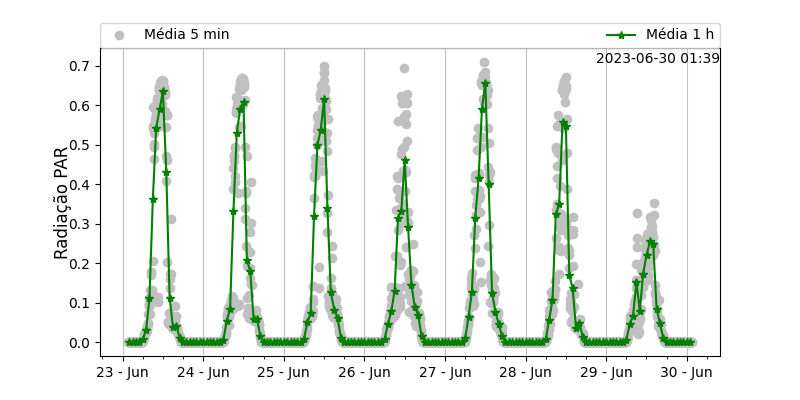 Média 5 min
Média 1 h
2023-06-30 01:39
Radiação PAR
0.7
0.6
0.5
0.4
0.3
0.2
0.1
0.0
23 - Jun
24 - Jun
25 - Jun
26 - Jun
27 - Jun
28 - Jun
29 - Jun
30 - Jun